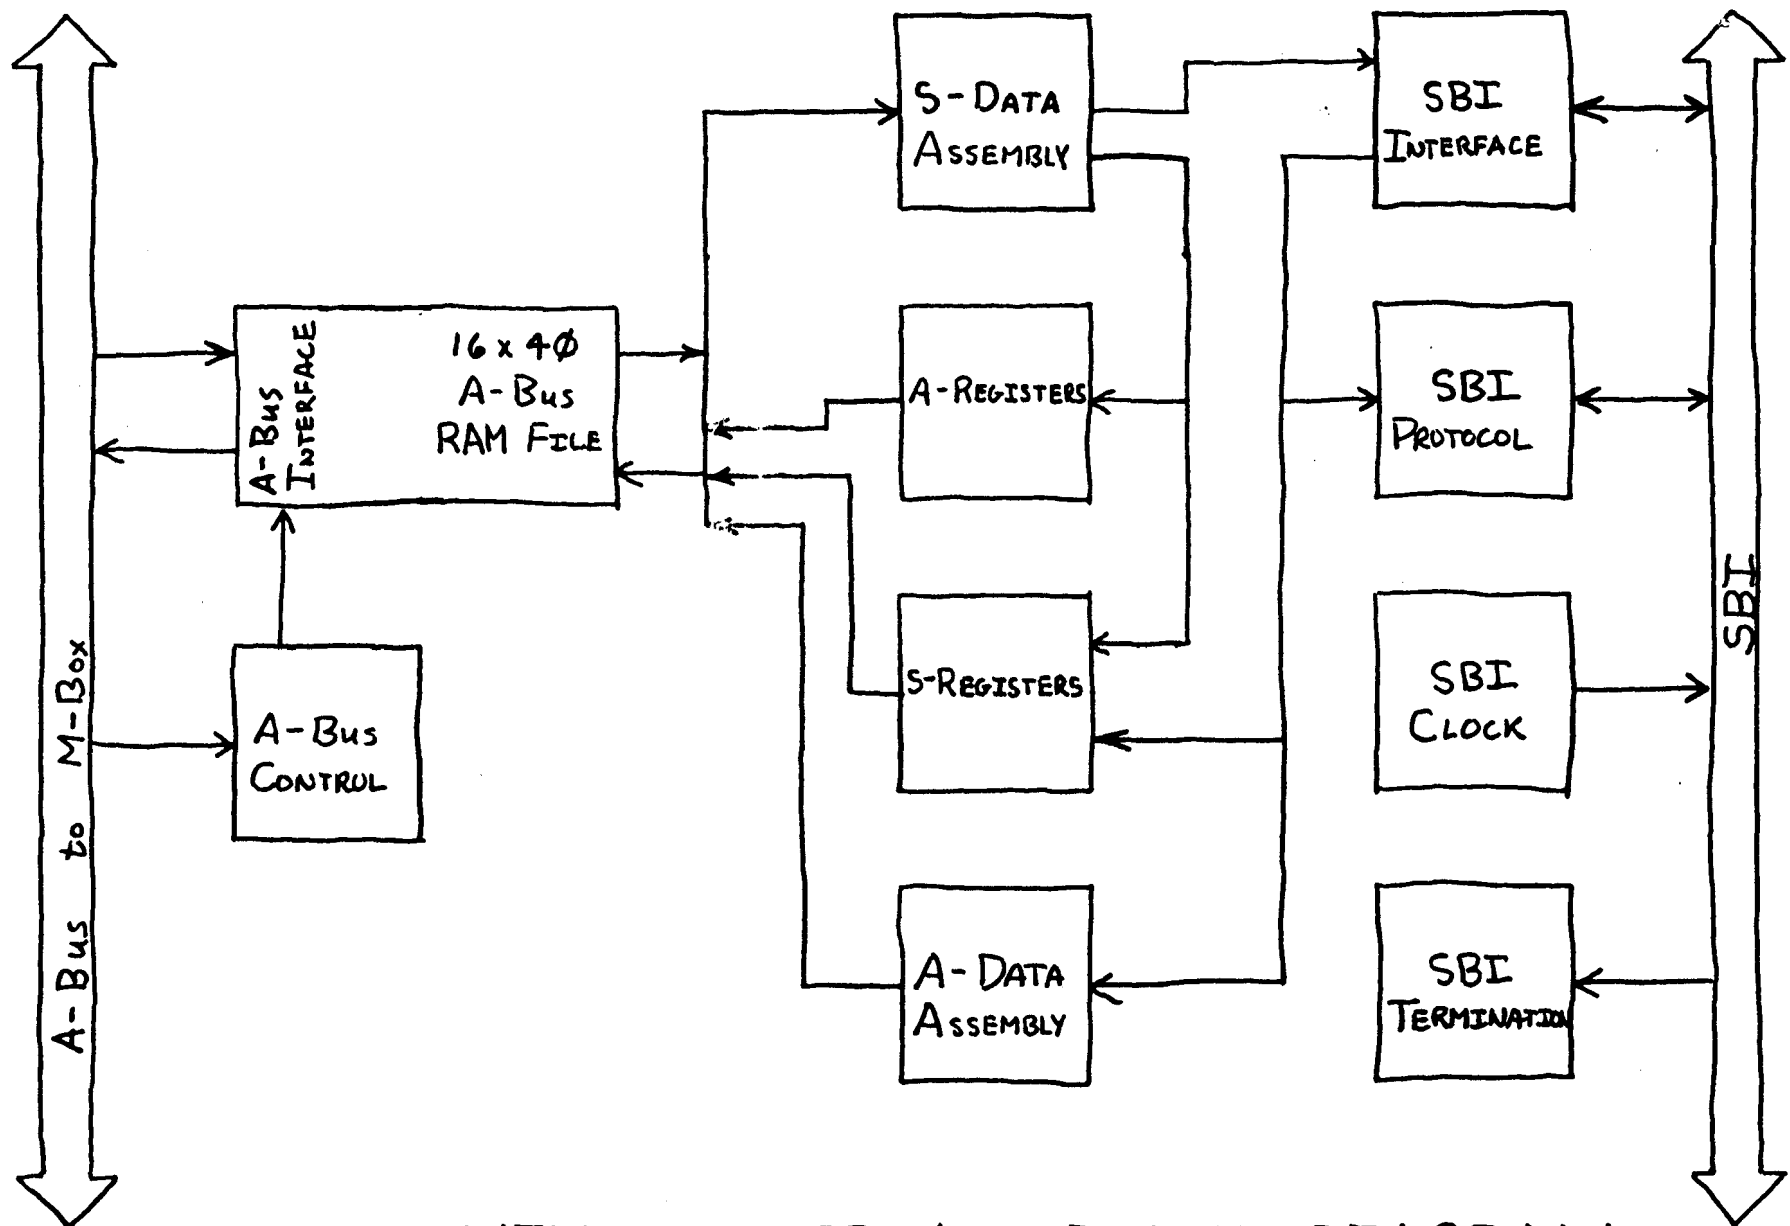 S-DATA
ASSEMBLY
SBI
INTERFACE
A-BUS
INTERFACE
16 x 4Ø
A-BUS
RAM FILE
A-REGISTERS
SBI
PROTOCOL
A-BUS to M-BOX
A-BUS
CONTROL
S-REGISTERS
SBI
CLOCK
SBI
A-DATA
ASSEMBLY
SBI
TERMINATION